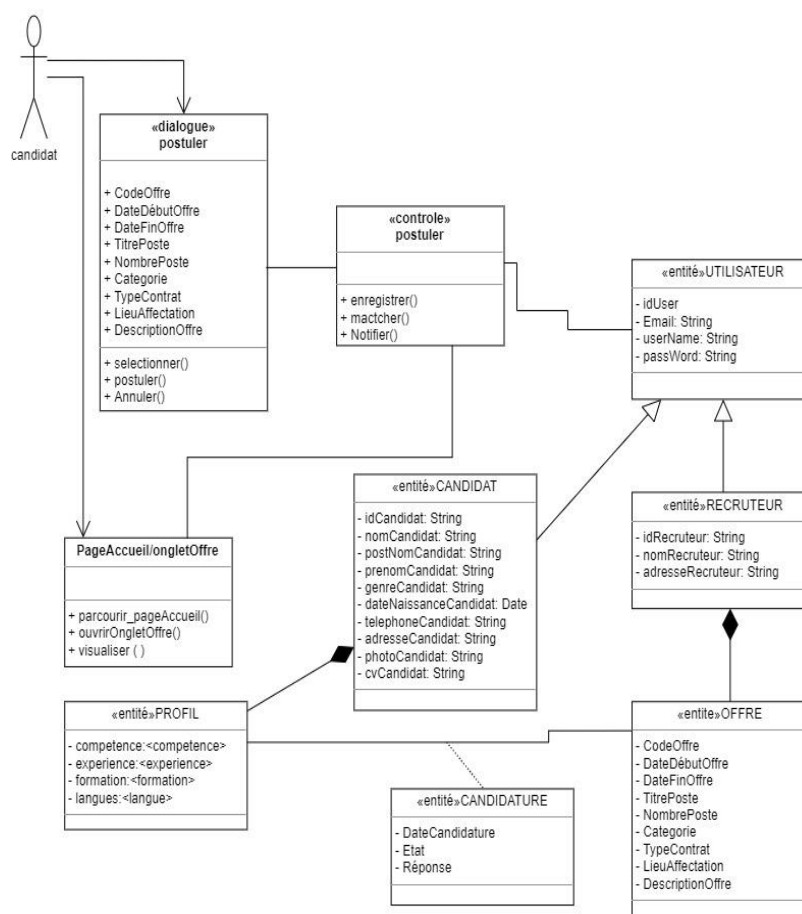 candidat
«dialogue»
postuler
+ CodeOffre
+ DateDébutOffre
+ DateFinOffre
+ TitrePoste
+ NombrePoste
+ Categorie
+ TypeContrat
+ LieuAffectation
+ DescriptionOffre
+ selectionner()
+ postuler()
+ Annuler()
«controle»
postuler
+ enregistrer()
+ mactcher()
+ Notifier()
«entité»UTILISATEUR
- idUser
- Email: String
- userName: String
- passWord: String
«entité»CANDIDAT
- idCandidat: String
- nomCandidat: String
- postNomCandidat: String
- prenomCandidat: String
- genreCandidat: String
- dateNaissanceCandidat: Date
- telephoneCandidat: String
- adresseCandidat: String
- photoCandidat: String
- cvCandidat: String
«entité»RECRUTEUR
- idRecruteur: String
- nomRecruteur: String
- adresseRecruteur: String
PageAccueil/ongletOffre
+ parcourir_pageAccueil()
+ ouvrirOngletOffre()
+ visualiser ( )
«entité»PROFIL
- competence:<competence>
- experience:<experience>
- formation:<formation>
- langues:<langue>
«entité»CANDIDATURE
- DateCandidature
- Etat
- Réponse
«entite»OFFRE
- CodeOffre
- DateDébutOffre
- DateFinOffre
- TitrePoste
- NombrePoste
- Categorie
- TypeContrat
- LieuAffectation
- DescriptionOffre